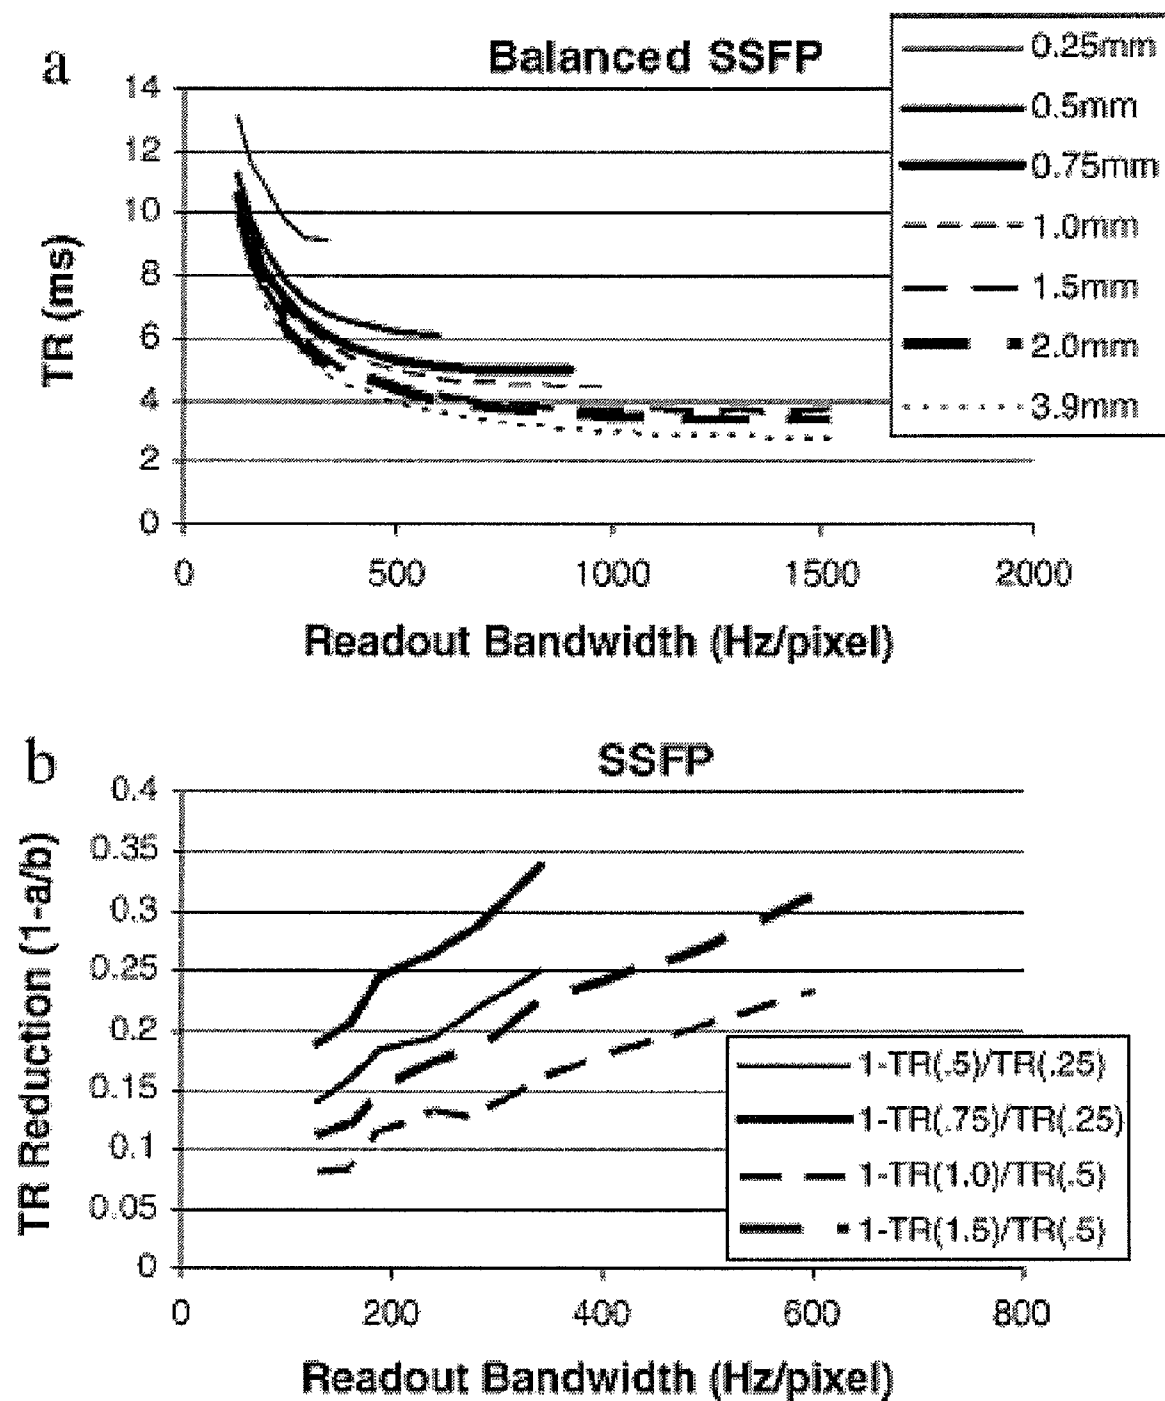 a
Balanced SSFP
0.25mm
0.5mm
0.75mm
1.0mm
1.5mm
2.0mm
3.9mm
14
12
10
8
6
4
2
0
TR (ms)
0 500 1000 1500 2000
Readout Bandwidth (Hz/pixel)
b
SSFP
0.4
0.35
0.3
0.25
0.2
0.15
0.1
0.05
0
TR Reduction (1-a/b)
1-TR(.5)/TR(.25)
1-TR(.75)/TR(.25)
1-TR(1.0)/TR(.5)
1-TR(1.5)/TR(.5)
0 200 400 600 800
Readout Bandwidth (Hz/pixel)